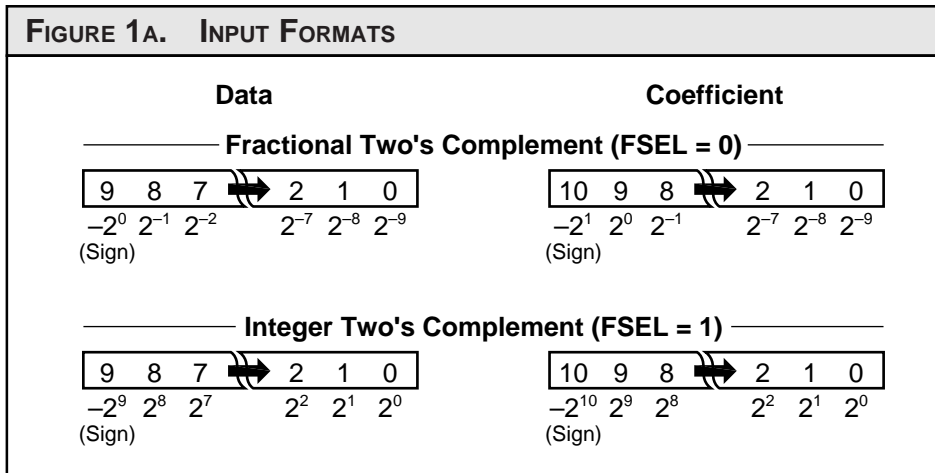 FIGURE 1A. INPUT FORMATS
Data Coefficient
Fractional Two's Complement (FSEL = 0)
9 8 7 2 1 0 10 9 8 2 1 0
–2⁰ 2⁻¹ 2⁻² 2⁻⁷ 2⁻⁸ 2⁻⁹ –2¹ 2⁰ 2⁻¹ 2⁻⁷ 2⁻⁸ 2⁻⁹
(Sign) (Sign)
Integer Two's Complement (FSEL = 1)
9 8 7 2 1 0 10 9 8 2 1 0
–2⁹ 2⁸ 2⁷ 2² 2¹ 2⁰ –2¹⁰ 2⁹ 2⁸ 2² 2¹ 2⁰
(Sign) (Sign)